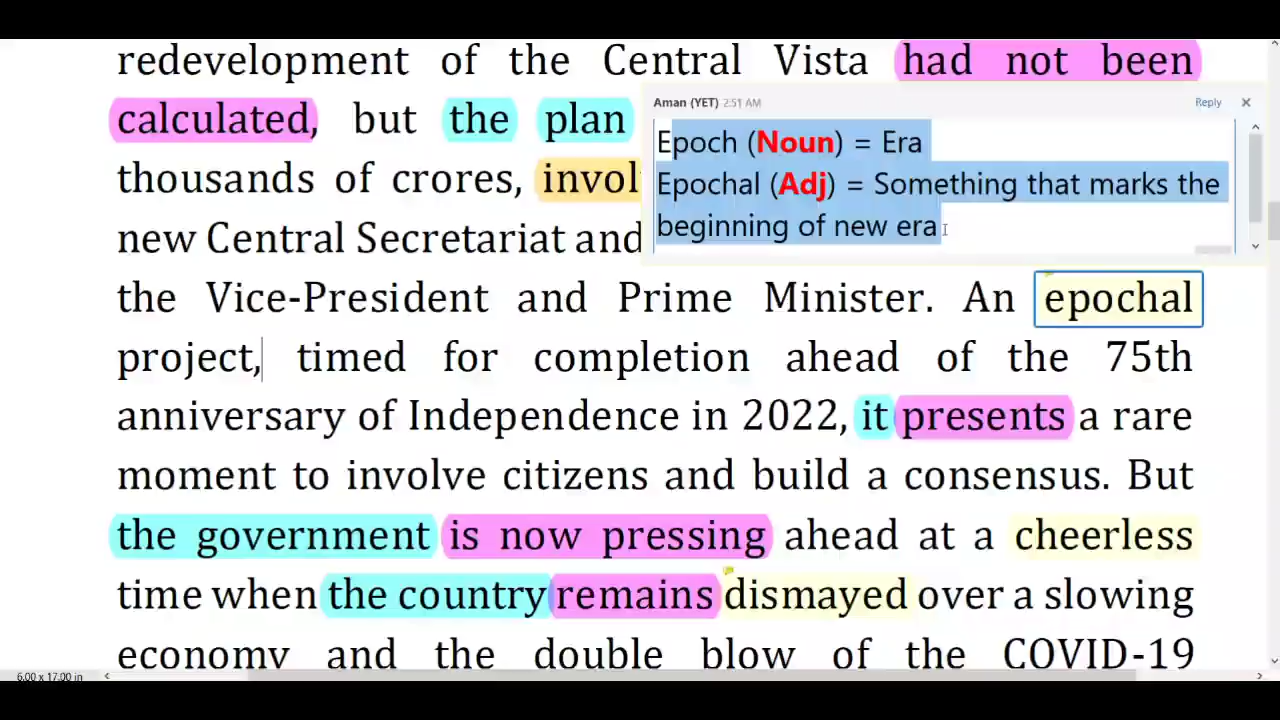 redevelopment of the Central Vista had not been
Aman (YET) 2:51 AM Reply
calculated, but the plan
Epoch (Noun) = Era
Epochal (Adj) = Something that marks the
beginning of new era
thousands of crores,
new Central Secretariat and
the Vice-President and Prime Minister. An epochal
project, timed for completion ahead of the 75th
anniversary of Independence in 2022, it presents a rare
moment to involve citizens and build a consensus. But
the government is now pressing ahead at a cheerless
time when the country remains dismayed over a slowing
economy and the double blow of the COVID-19
6.00 x 17.00 in